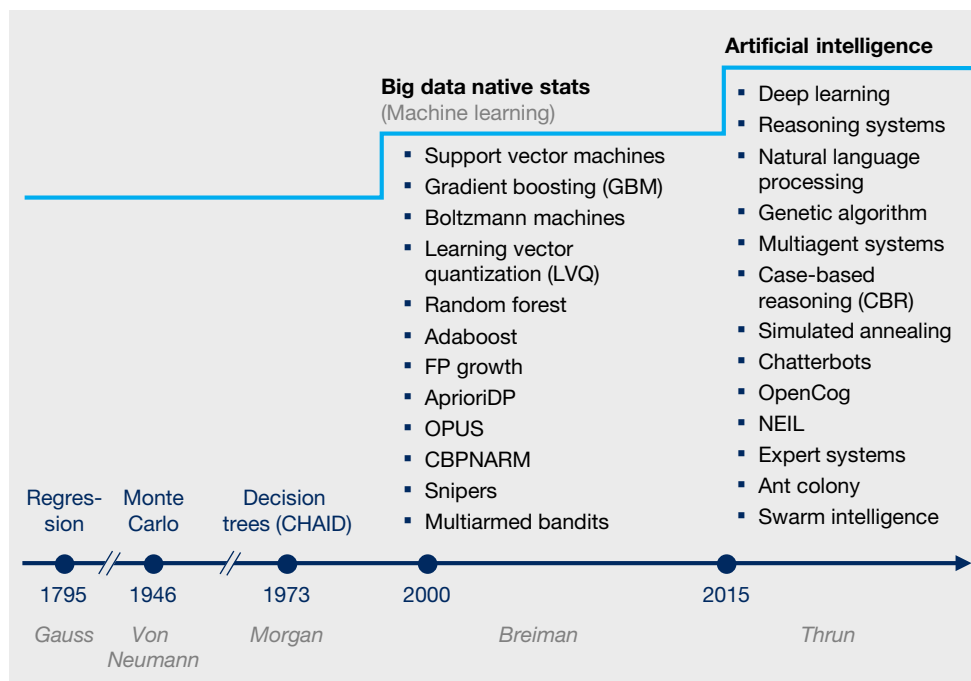 Artificial intelligence
Big data native stats
(Machine learning)
▪ Deep learning
▪ Reasoning systems
▪ Natural language
processing
▪ Genetic algorithm
▪ Multiagent systems
▪ Case-based
reasoning (CBR)
▪ Simulated annealing
▪ Chatterbots
▪ OpenCog
▪ NEIL
▪ Expert systems
▪ Ant colony
▪ Swarm intelligence
▪ Support vector machines
▪ Gradient boosting (GBM)
▪ Boltzmann machines
▪ Learning vector
quantization (LVQ)
▪ Random forest
▪ Adaboost
▪ FP growth
▪ AprioriDP
▪ OPUS
▪ CBPNARM
▪ Snipers
▪ Multiarmed bandits
Regres-
sion
Monte
Carlo
Decision
trees (CHAID)
1795
1946
1973
2000
2015
Gauss
Von
Neumann
Morgan
Breiman
Thrun